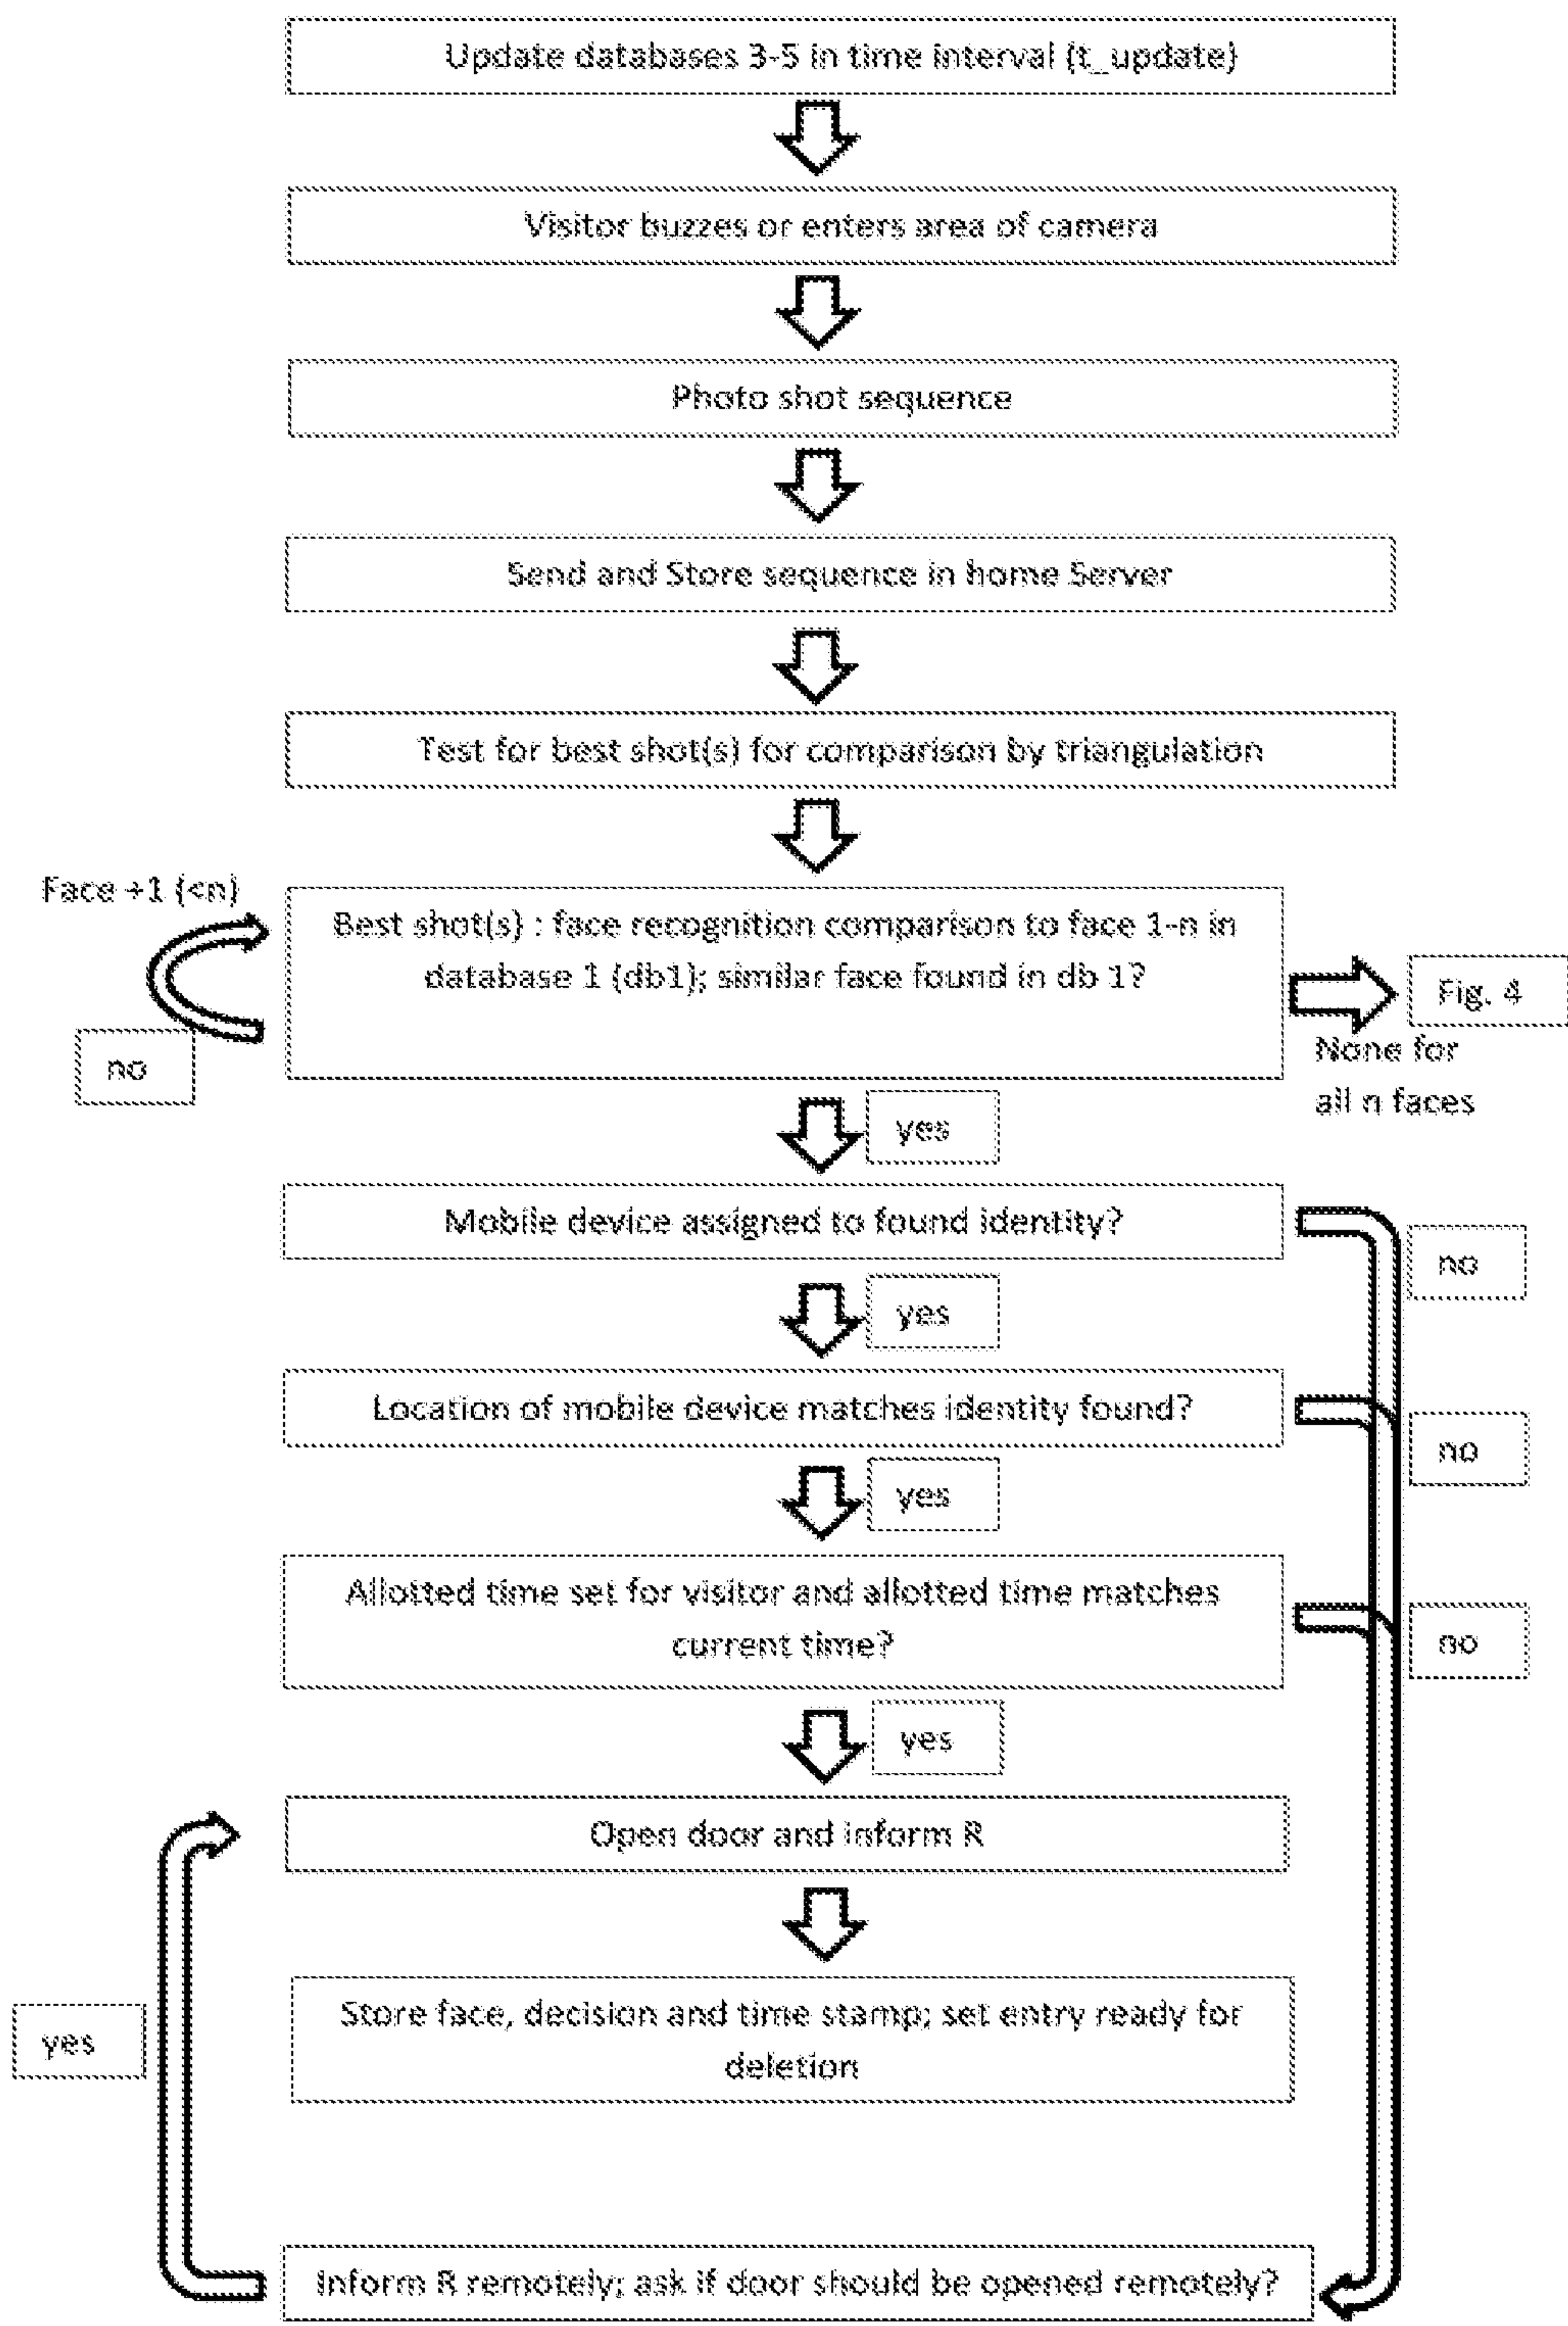 Update databases 3-5 in time interval (t_update)
Visitor buzzes or enters area of camera
Photo shot sequence
Send and Store sequence in home Server
Test for best shot(s) for comparison by triangulation
Face +1 (<n)
Best shot(s) : face recognition comparison to face 1-n in
database 1 (db1); similar face found in db 1?
Fig. 4
None for
all n faces
no
yes
Mobile device assigned to found identity?
no
yes
Location of mobile device matches identity found?
no
yes
Allotted time set for visitor and allotted time matches
current time?
no
yes
Open door and inform R
Store face, decision and time stamp; set entry ready for
deletion
yes
Inform R remotely; ask if door should be opened remotely?